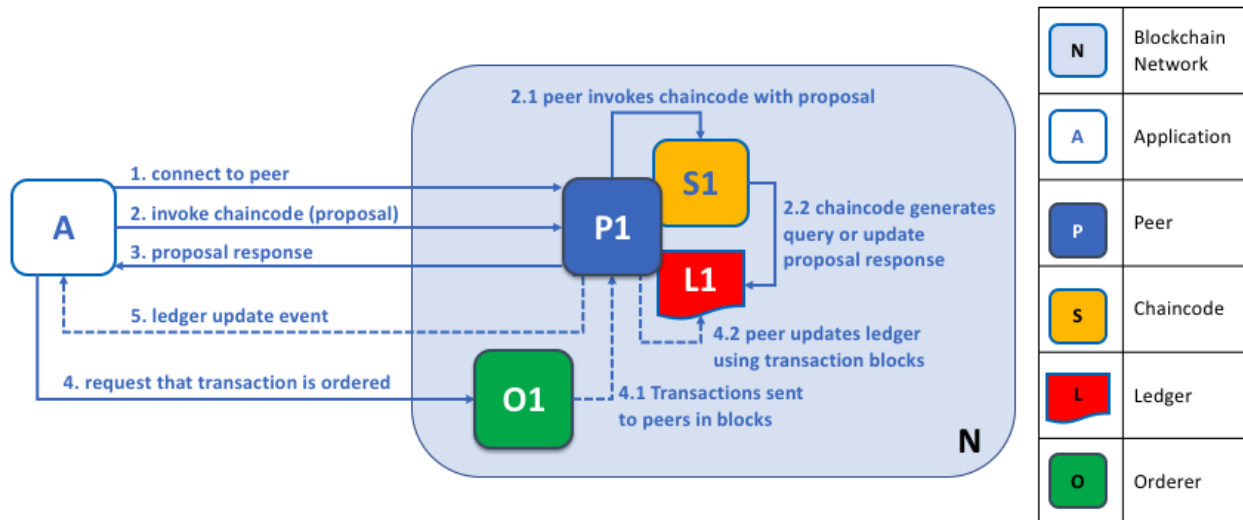 2.1 peer invokes chaincode with proposal
1. connect to peer
A
2. invoke chaincode (proposal)
3. proposal response
P1
S1
2.2 chaincode generates
query or update
proposal response
L1
5. ledger update event
4.2 peer updates ledger
using transaction blocks
4. request that transaction is ordered
O1
4.1 Transactions sent
to peers in blocks
N
N
Blockchain
Network
A
Application
P
Peer
S
Chaincode
L
Ledger
O
Orderer